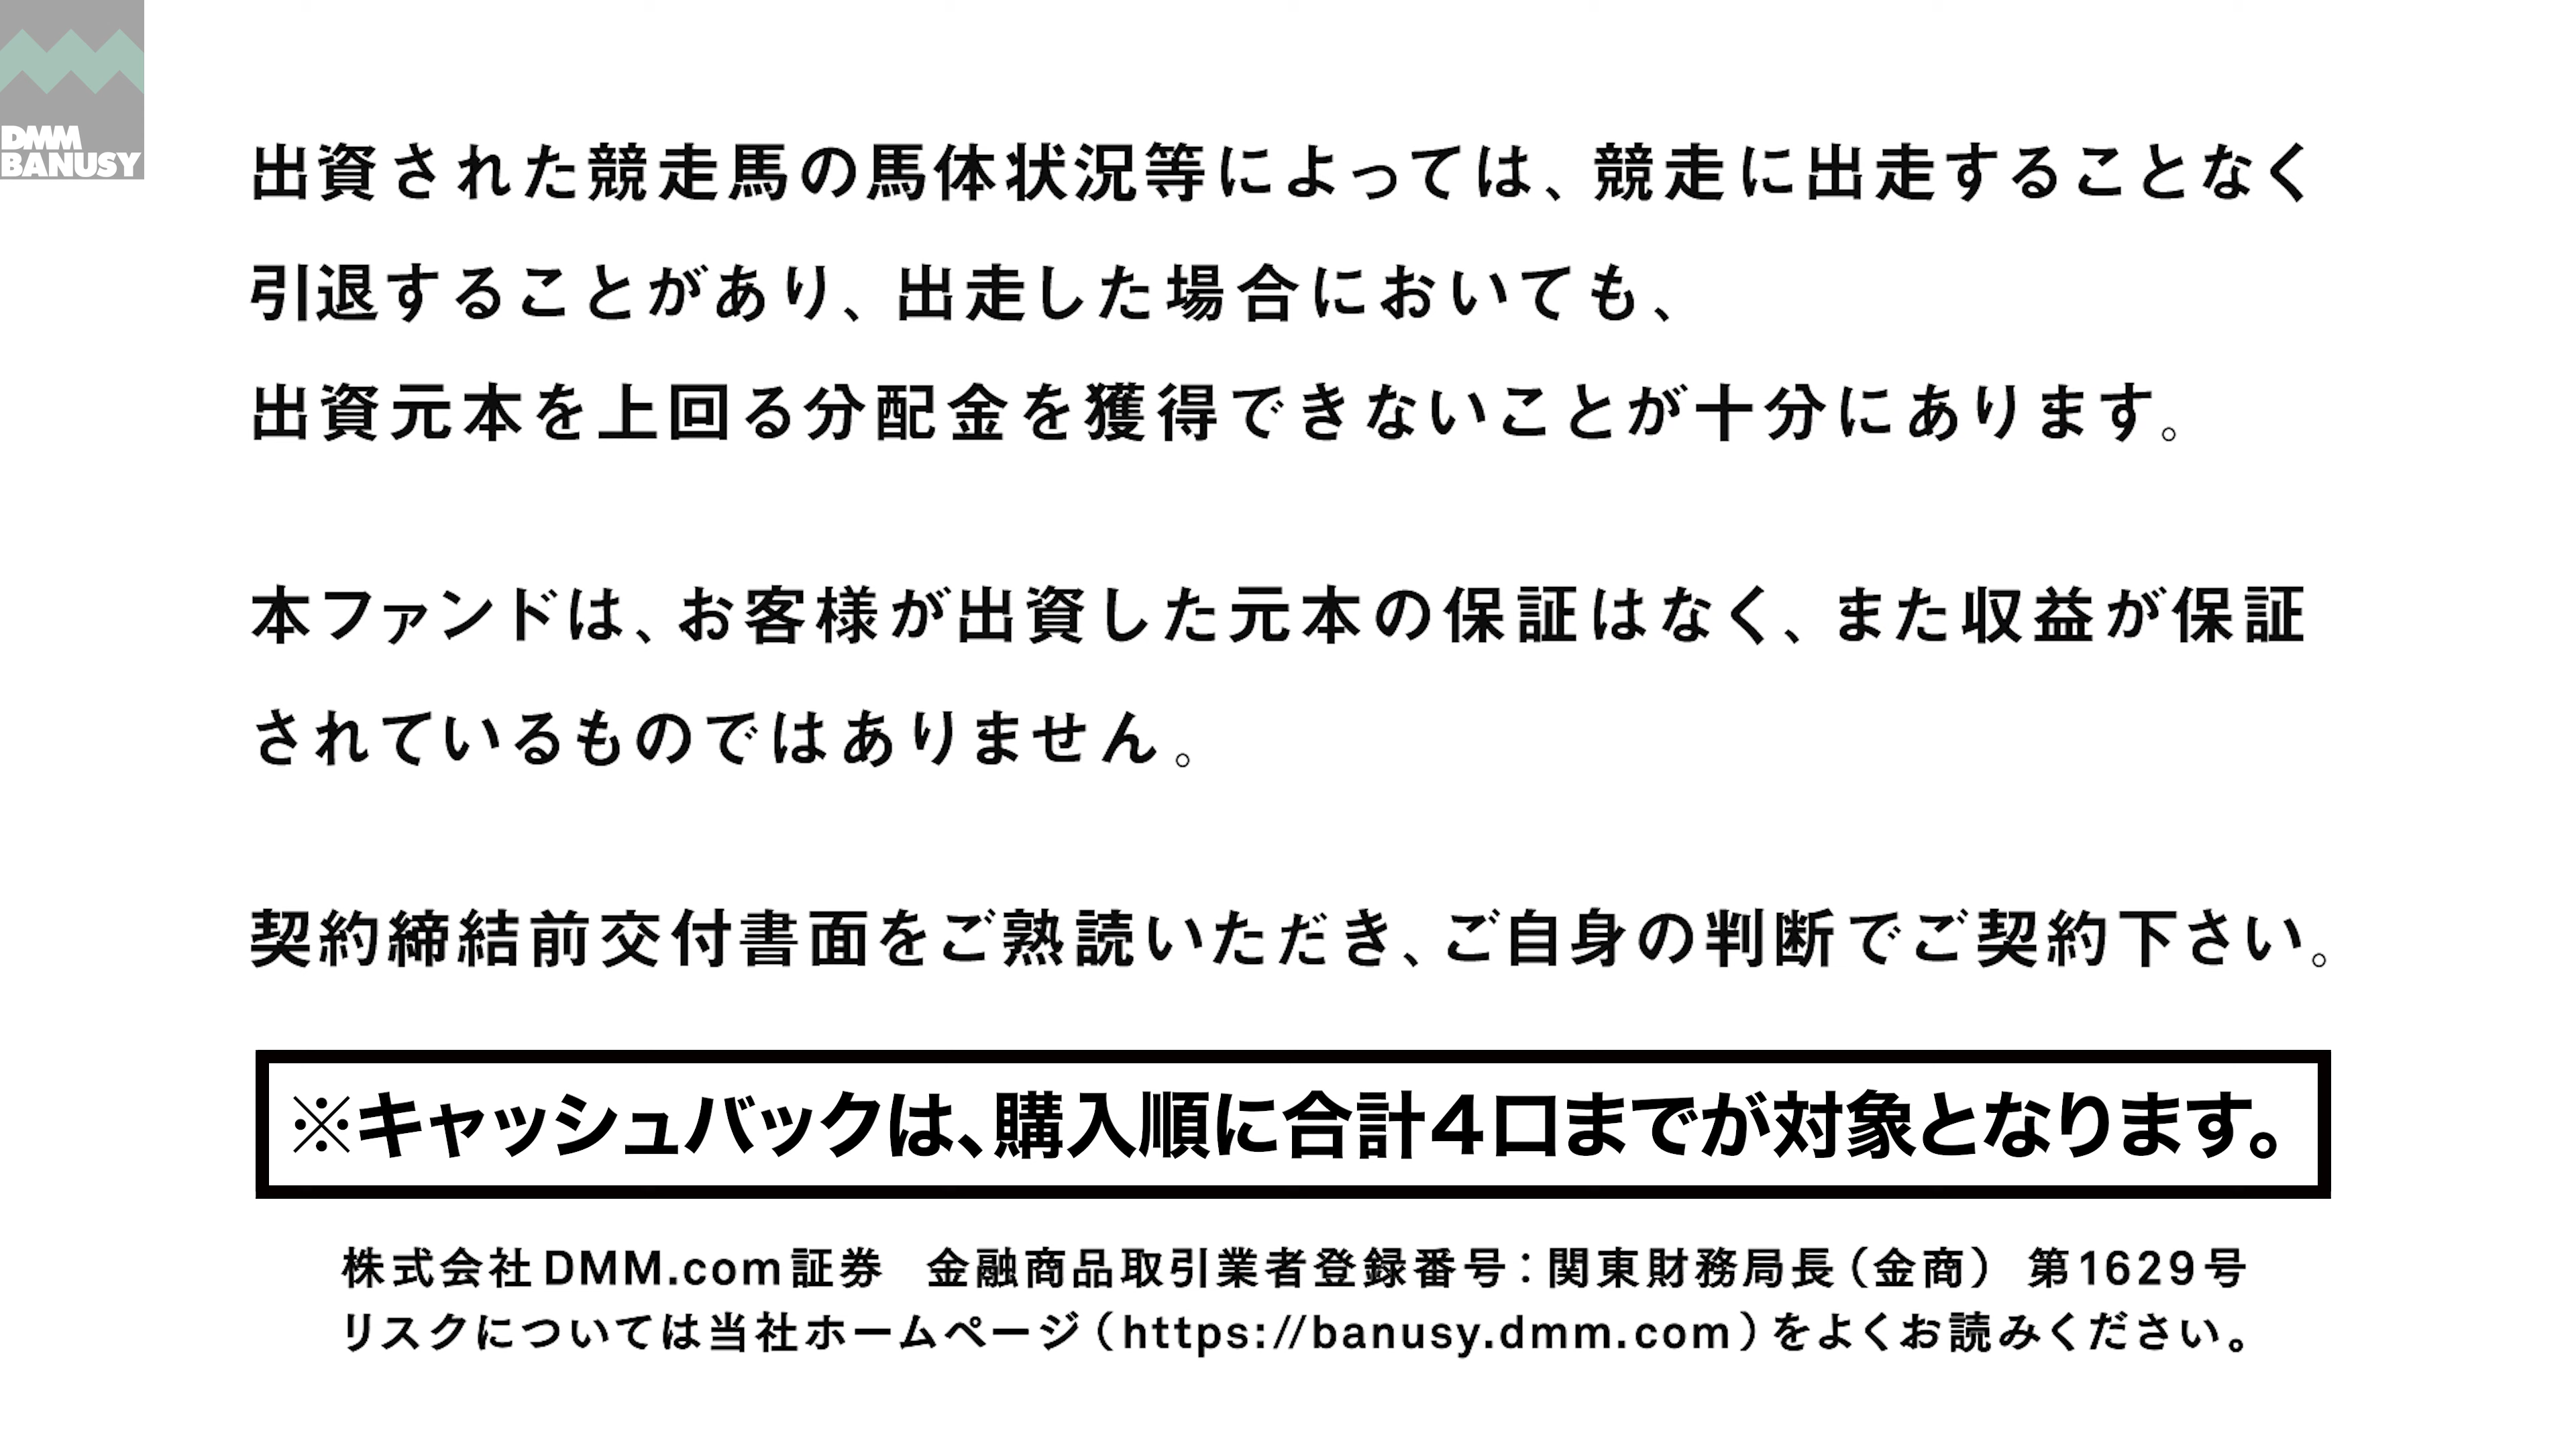 DMM
BANUSY
出資された競走馬の馬体状況等によっては、競走に出走することなく
引退することがあり、出走した場合においても、
出資元本を上回る分配金を獲得できないことが十分にあります。
本ファンドは、お客様が出資した元本の保証はなく、また収益が保証
されているものではありません。
契約締結前交付書面をご熟読いただき、ご自身の判断でご契約下さい。
※キャッシュバックは、購入順に合計4口までが対象となります。
株式会社DMM.com証券 金融商品取引業者登録番号：関東財務局長（金商） 第1629号
リスクについては当社ホームページ（https://banusy.dmm.com）をよくお読みください。